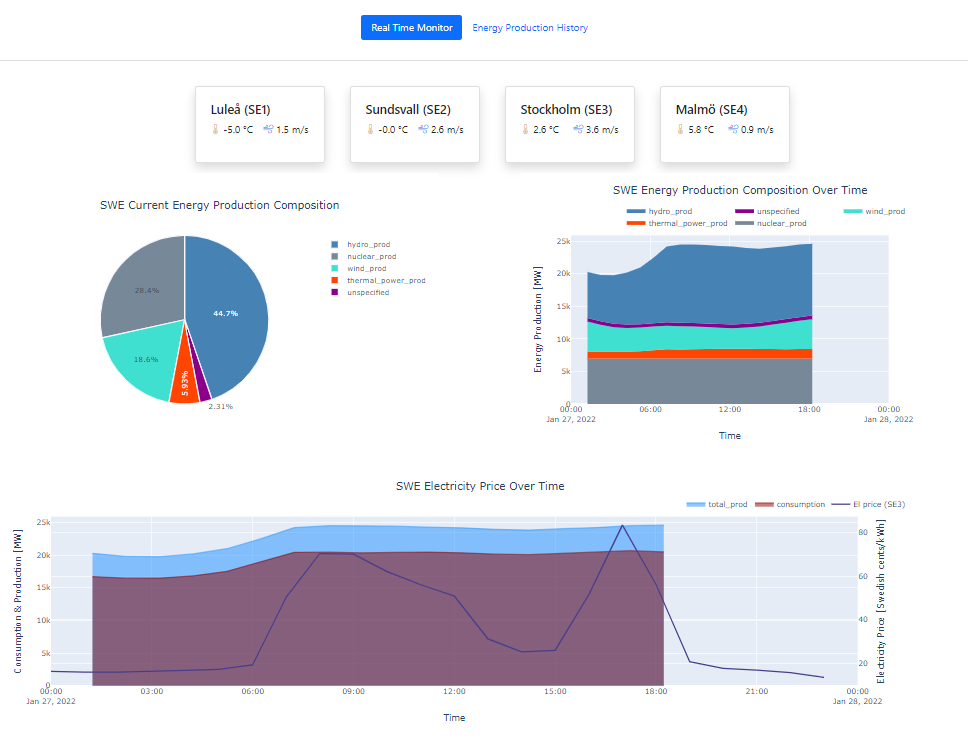 Real Time Monitor Energy Production History
Luleå (SE1) Sundsvall (SE2) Stockholm (SE3) Malmö (SE4)
-5.0 °C 1.5 m/s -0.0 °C 2.6 m/s 2.6 °C 3.6 m/s 5.8 °C 0.9 m/s
SWE Current Energy Production Composition
hydro_prod
nuclear_prod
wind_prod
thermal_power_prod
unspecified
28.4%
44.7%
18.6%
5.93%
2.31%
SWE Energy Production Composition Over Time
hydro_prod unspecified wind_prod
thermal_power_prod nuclear_prod
Energy Production [MW]
25k
20k
15k
10k
5k
0
00:00 06:00 12:00 18:00 00:00
Jan 27, 2022 Jan 28, 2022
Time
SWE Electricity Price Over Time
total_prod consumption El price (SE3)
Consumption & Production [MW]
25k
20k
15k
10k
5k
0
80
60
40
20
Electricity Price [Swedish cents/kWh]
00:00 03:00 06:00 09:00 12:00 15:00 18:00 21:00 00:00
Jan 27, 2022 Jan 28, 2022
Time